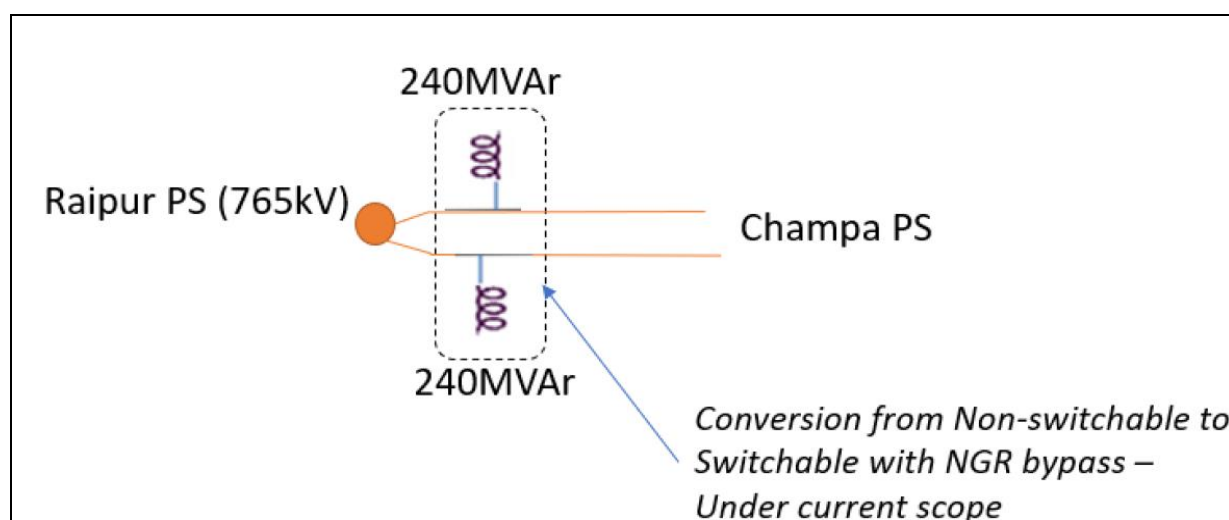 240MVAr
Raipur PS (765kV)
Champa PS
240MVAr
Conversion from Non-switchable to
Switchable with NGR bypass –
Under current scope